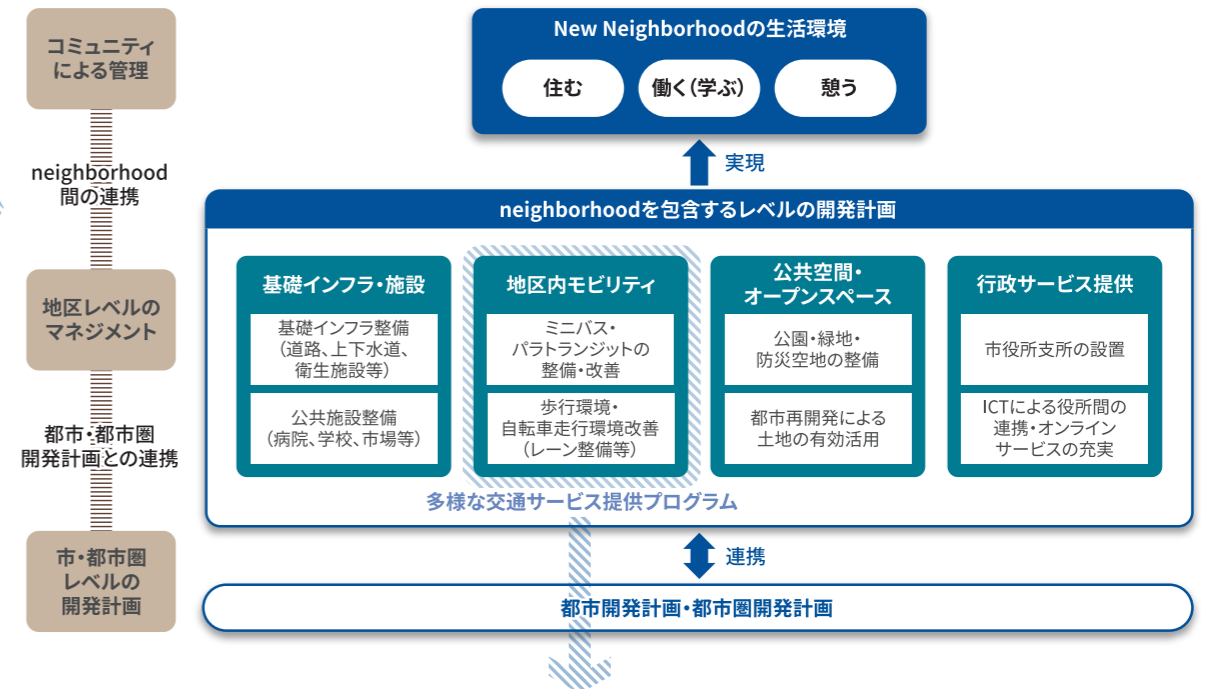 コミュニティ
による管理
neighborhood
間の連携
地区レベルの
マネジメント
都市・都市圏
開発計画との連携
市・都市圏
レベルの
開発計画
New Neighborhoodの生活環境
住む
働く（学ぶ）
憩う
実現
neighborhoodを包含するレベルの開発計画
基礎インフラ・施設
基礎インフラ整備
（道路、上下水道、
衛生施設等）
公共施設整備
（病院、学校、市場等）
地区内モビリティ
ミニバス・
パラトランジットの
整備・改善
歩行環境・
自転車走行環境改善
（レーン整備等）
公共空間・
オープンスペース
公園・緑地・
防災空地の整備
都市再開発による
土地の有効活用
行政サービス提供
市役所支所の設置
ICTによる役所間の
連携・オンライン
サービスの充実
多様な交通サービス提供プログラム
連携
都市開発計画・都市圏開発計画